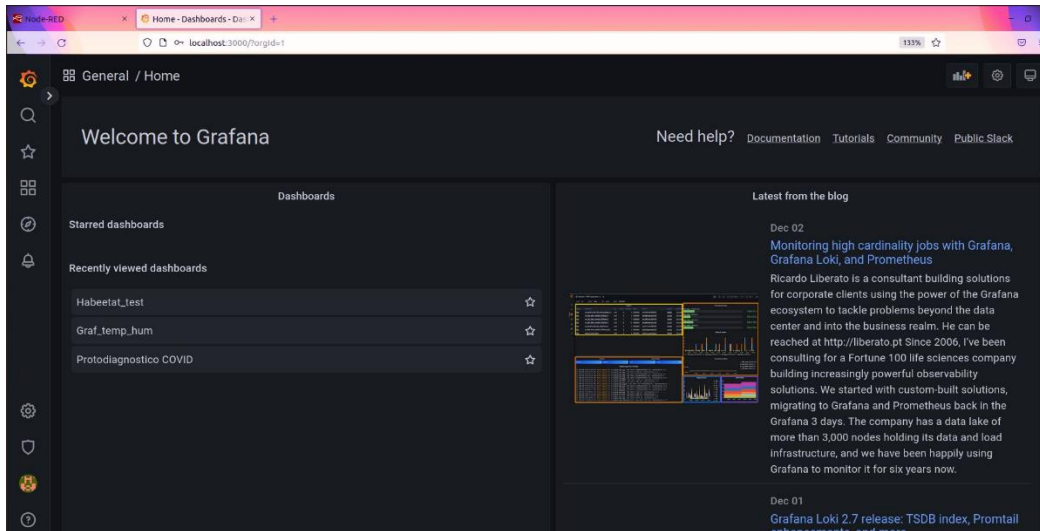 Node-RED
Home - Dashboards - Das
localhost:3000/?orgId=1
133%
General / Home
Welcome to Grafana
Need help? Documentation Tutorials Community Public Slack
Dashboards
Starred dashboards
Recently viewed dashboards
Habeetat_test
Graf_temp_hum
Protodiagnostico COVID
Latest from the blog
Dec 02
Monitoring high cardinality jobs with Grafana,
Grafana Loki, and Prometheus
Ricardo Liberato is a consultant building solutions
for corporate clients using the power of the Grafana
ecosystem to tackle problems beyond the data
center and into the business realm. He can be
reached at http://liberato.pt Since 2006, I've been
consulting for a Fortune 100 life sciences company
building increasingly powerful observability
solutions. We started with custom-built solutions,
migrating to Grafana and Prometheus back in the
Grafana 3 days. The company has a data lake of
more than 3,000 nodes holding its data and load
infrastructure, and we have been happily using
Grafana to monitor it for six years now.
Dec 01
Grafana Loki 2.7 release: TSDB index, Promtail
enhancements, and more